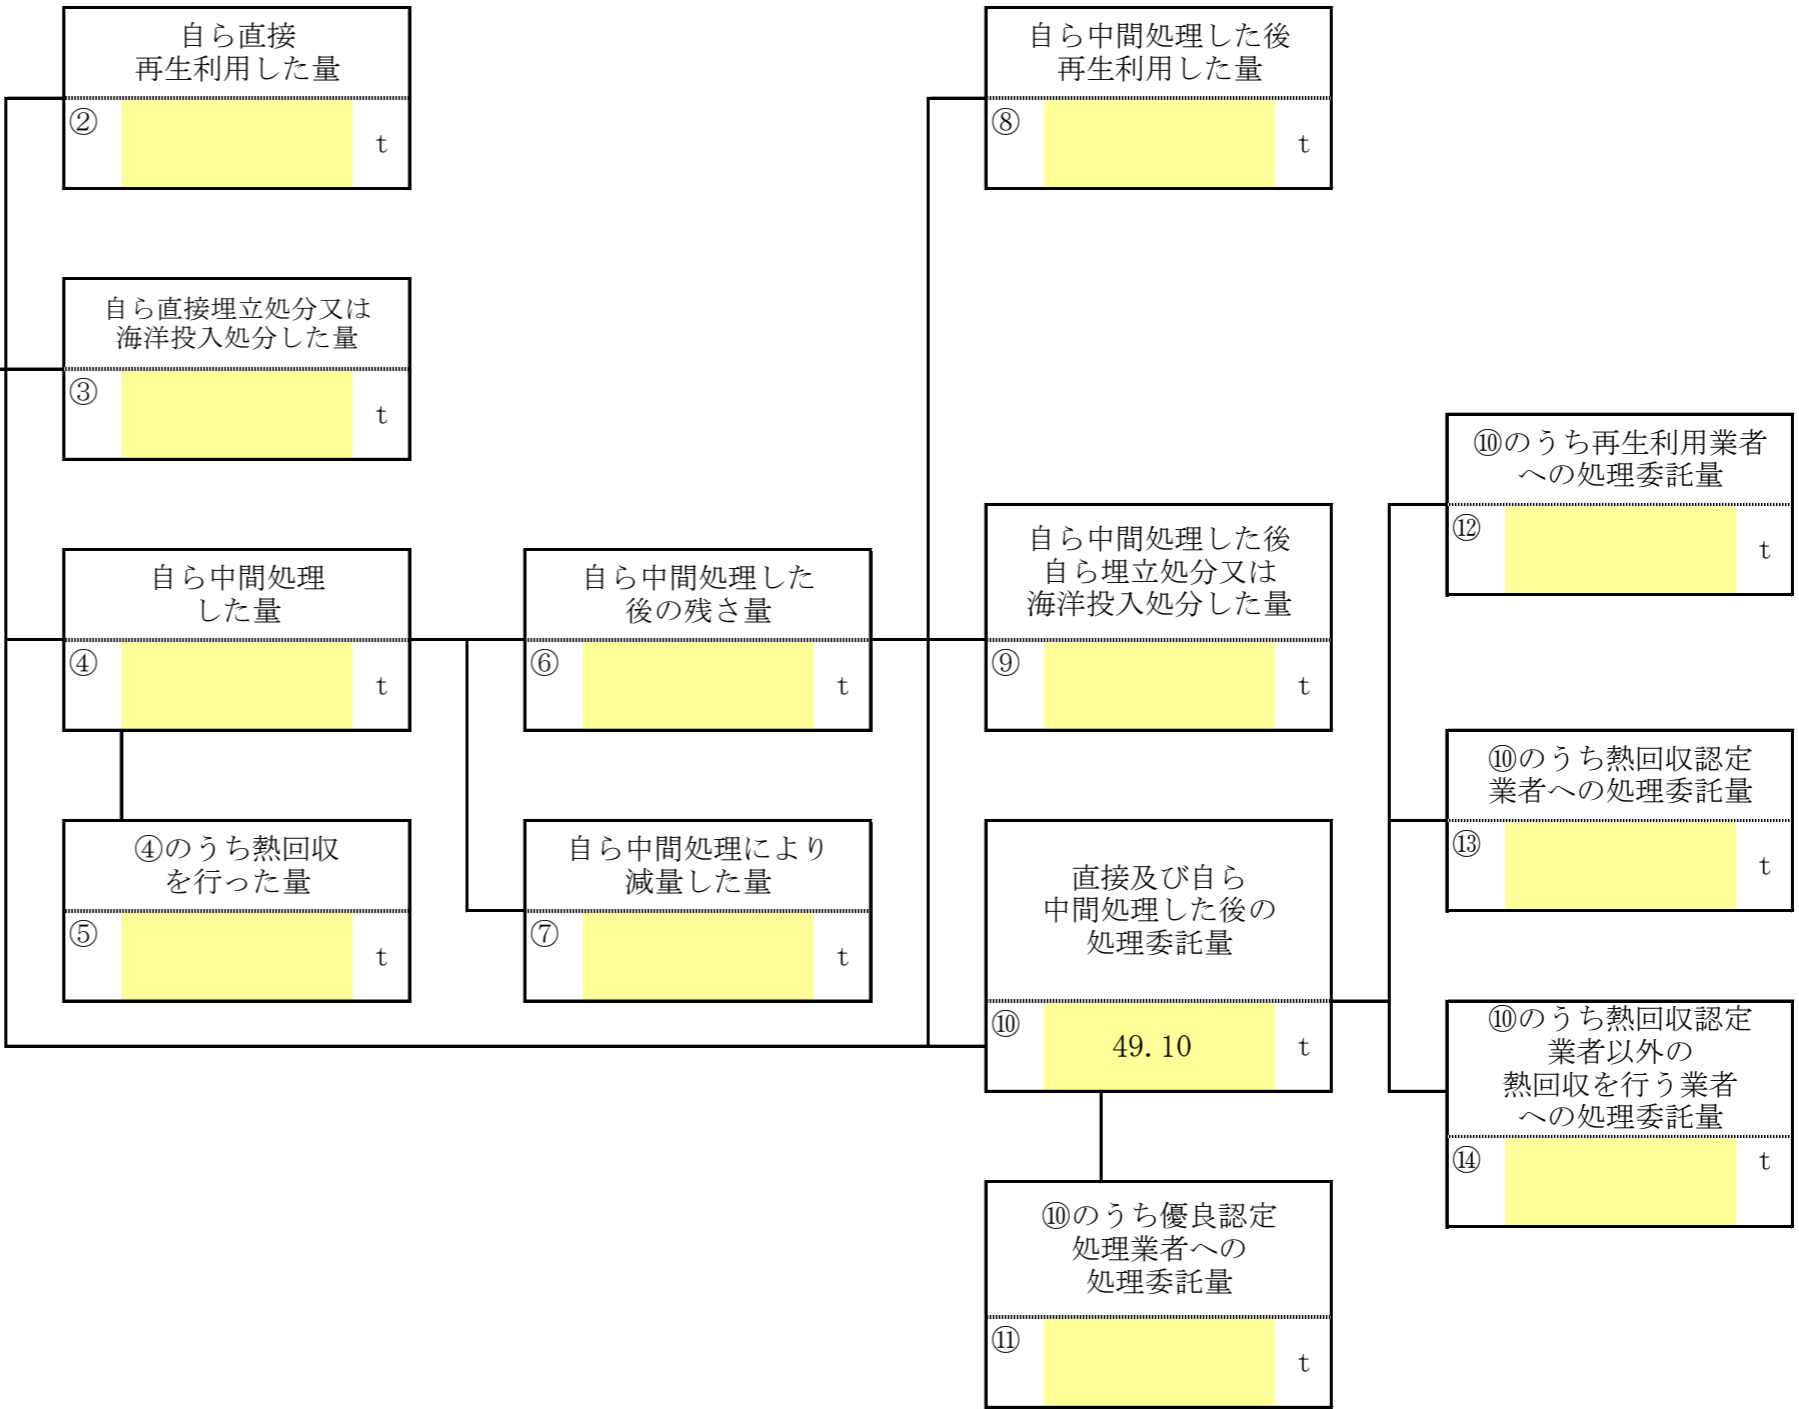 自ら直接
再生利用した量
②
t
自ら中間処理した後
再生利用した量
⑧
t
自ら直接埋立処分又は
海洋投入処分した量
③
t
⑩のうち再生利用業者
への処理委託量
⑫
t
自ら中間処理
した量
④
t
自ら中間処理した
後の残さ量
⑥
t
自ら中間処理した後
自ら埋立処分又は
海洋投入処分した量
⑨
t
⑩のうち熱回収認定
業者への処理委託量
⑬
t
④のうち熱回収
を行った量
⑤
t
自ら中間処理により
減量した量
⑦
t
直接及び自ら
中間処理した後の
処理委託量
⑩
49.10
t
⑩のうち熱回収認定
業者以外の
熱回収を行う業者
への処理委託量
⑭
t
⑩のうち優良認定
処理業者への
処理委託量
⑪
t